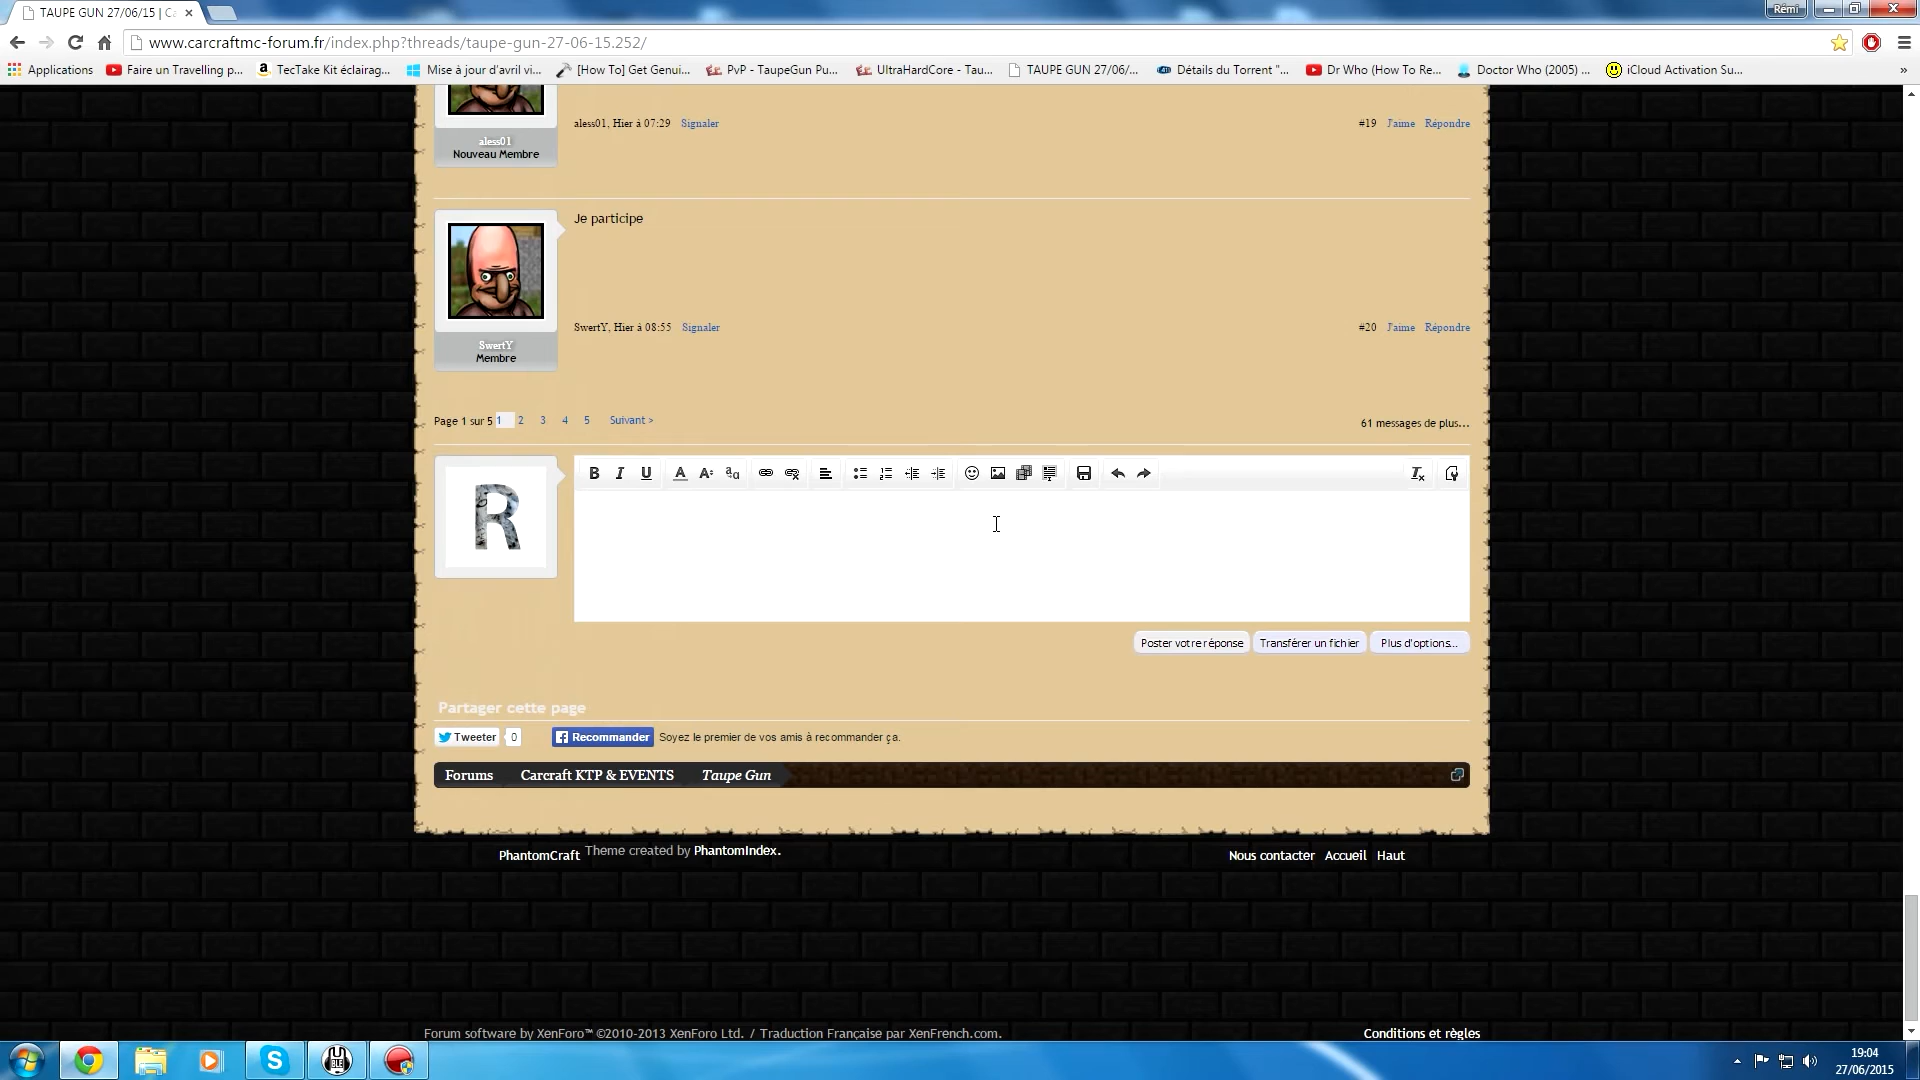 TAUPE GUN 27/06/15 | Ca
Rémi
www.carcraftmc-forum.fr/index.php?threads/taupe-gun-27-06-15.252/
Applications Faire un Travelling p... TecTake Kit éclairag... Mise à jour d'avril vi... [How To] Get Genui... PvP - TaupeGun Pu... UltraHardCore - Tau... TAUPE GUN 27/06/... Détails du Torrent "... Dr Who (How To Re... Doctor Who (2005) ... iCloud Activation Su... »
aless01, Hier à 07:29 Signaler #19 J'aime Répondre
aless01
Nouveau Membre
Je participe
SwertY, Hier à 08:55 Signaler #20 J'aime Répondre
SwertY
Membre
Page 1 sur 5 1 2 3 4 5 Suivant >
61 messages de plus...
R
Poster votre réponse Transférer un fichier Plus d'options...
Partager cette page
Tweeter 0 Recommander Soyez le premier de vos amis à recommander ça.
Forums Carcraft KTP & EVENTS Taupe Gun
PhantomCraft Theme created by PhantomIndex. Nous contacter Accueil Haut
Forum software by XenForo™ ©2010-2013 XenForo Ltd. / Traduction Française par XenFrench.com. Conditions et règles
19:04
27/06/2015